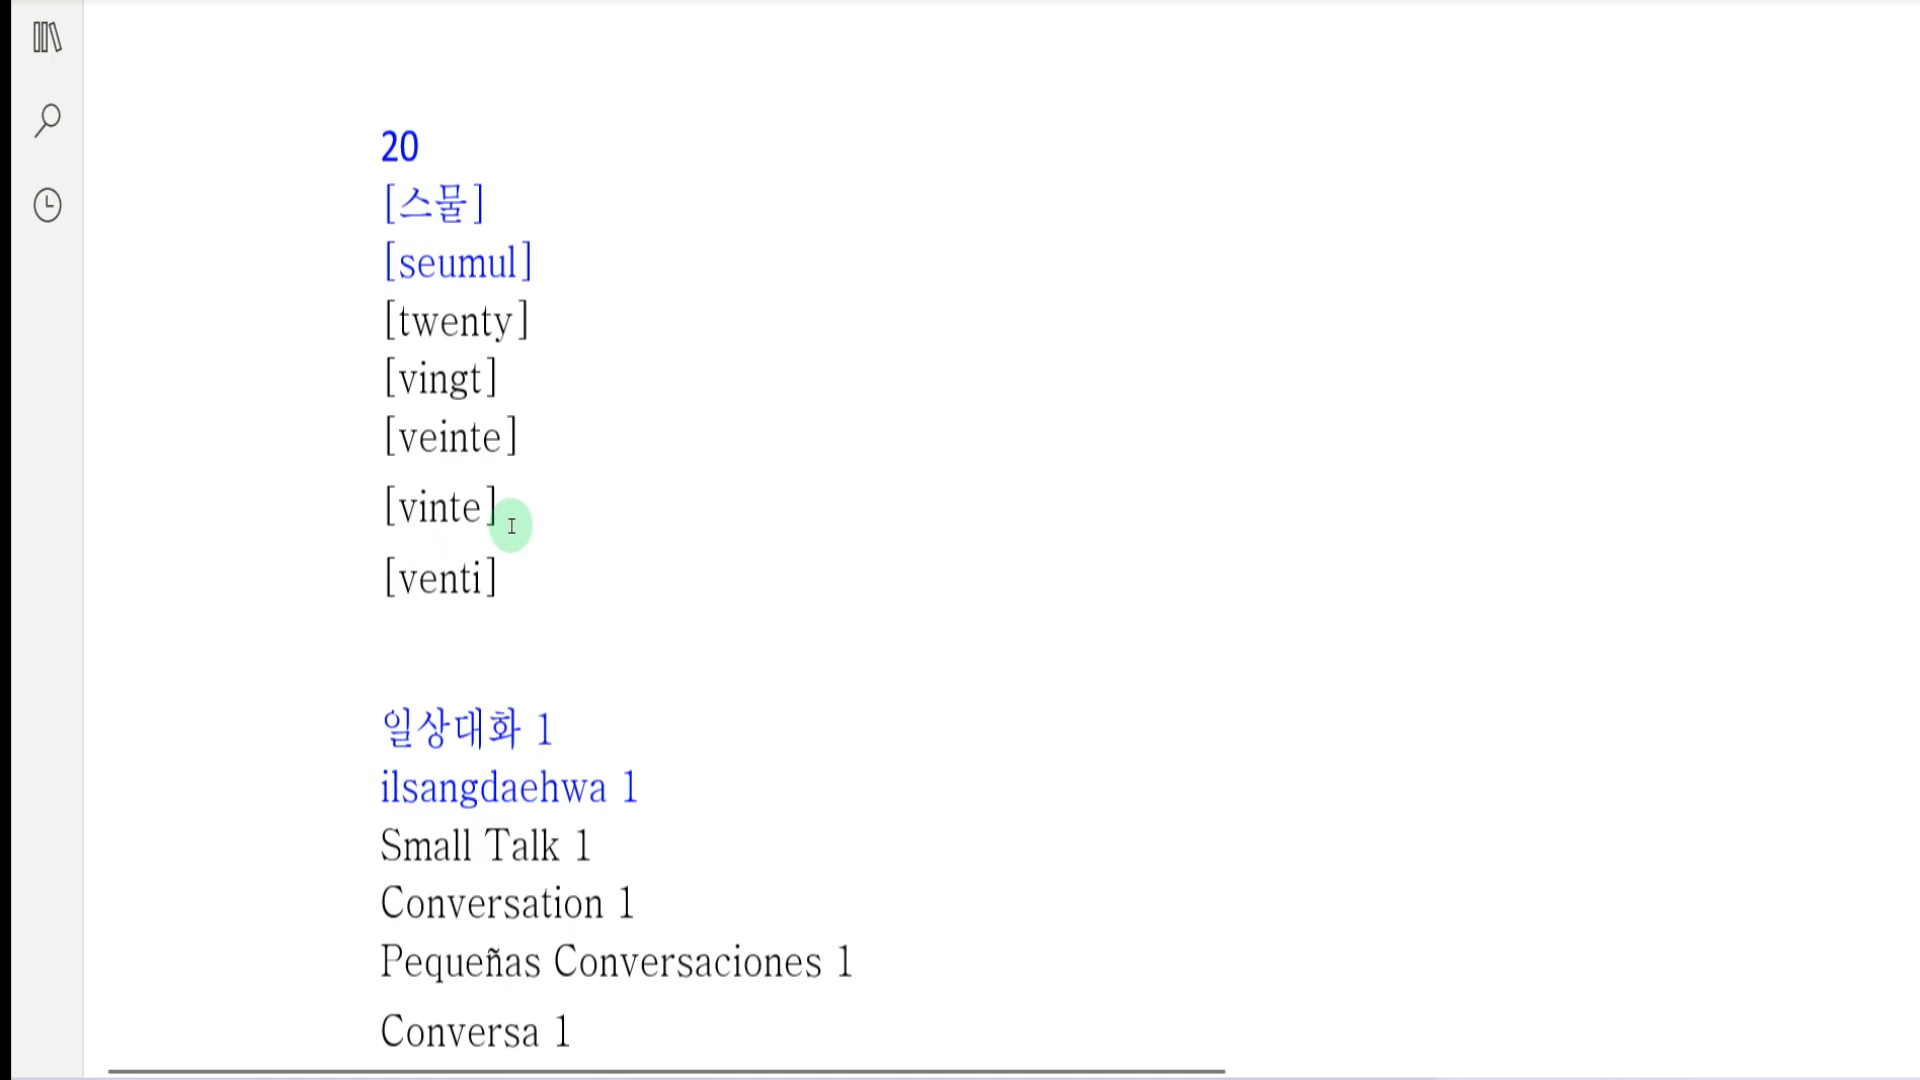 20
[스물]
[seumul]
[twenty]
[vingt]
[veinte]
[vinte]
[venti]
일상대화 1
ilsangdaehwa 1
Small Talk 1
Conversation 1
Pequeñas Conversaciones 1
Conversa 1